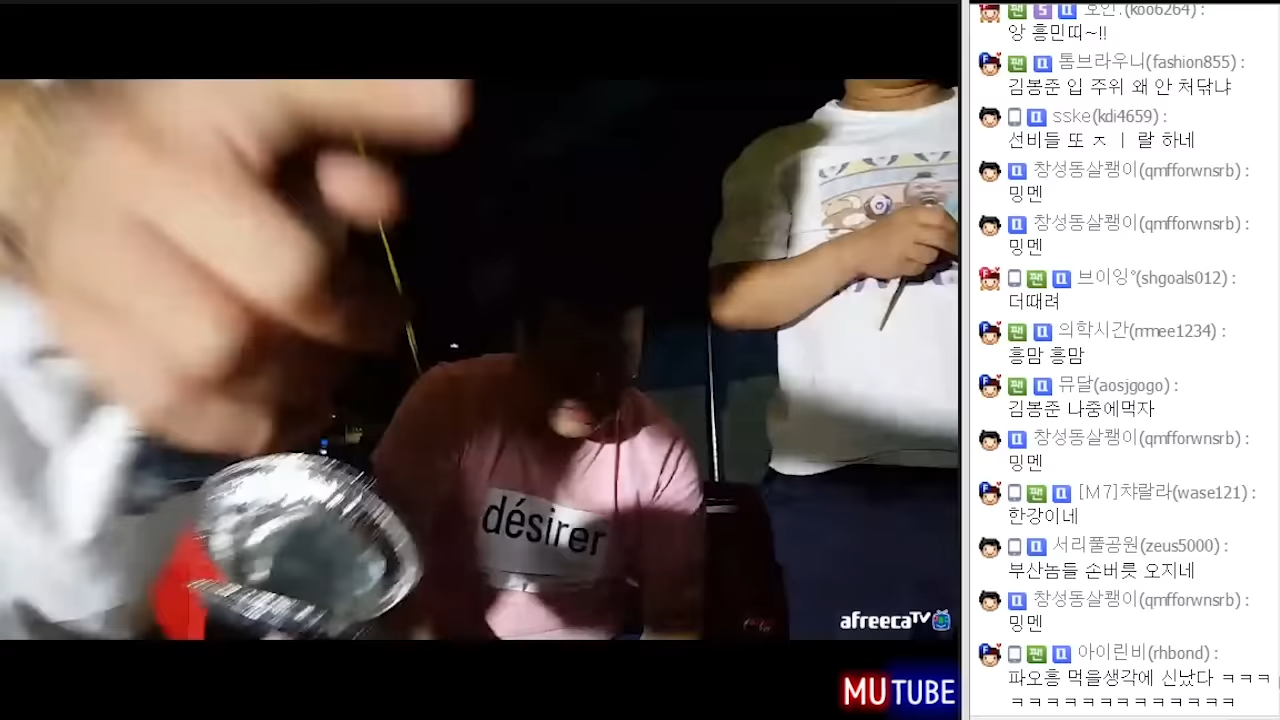 désirer
afreecaTV
MUTUBE
호인.(koo6264) :
앙 흥민띠~!!
톰브라우니(fashion855) :
김봉준 입 주위 왜 안 처닦냐
sske(kdi4659) :
선비들 또 ㅈ ㅣ 랄 하네
창성동살쾡이(qmfforwnsrb) :
밍멘
창성동살쾡이(qmfforwnsrb) :
밍멘
브이잉°(shgoals012) :
더때려
의학시간(rmee1234) :
흥맘 흥맘
뮤달(aosjgogo) :
김봉준 나중에먹자
창성동살쾡이(qmfforwnsrb) :
밍멘
[M7]챠랄라(wase121) :
한강이네
서리풀공원(zeus5000) :
부산놈들 손버릇 오지네
창성동살쾡이(qmfforwnsrb) :
밍멘
아이린비(rhbond) :
파오흥 먹을생각에 신났다 ㅋㅋㅋ
ㅋㅋㅋㅋㅋㅋㅋㅋㅋㅋㅋㅋㅋ